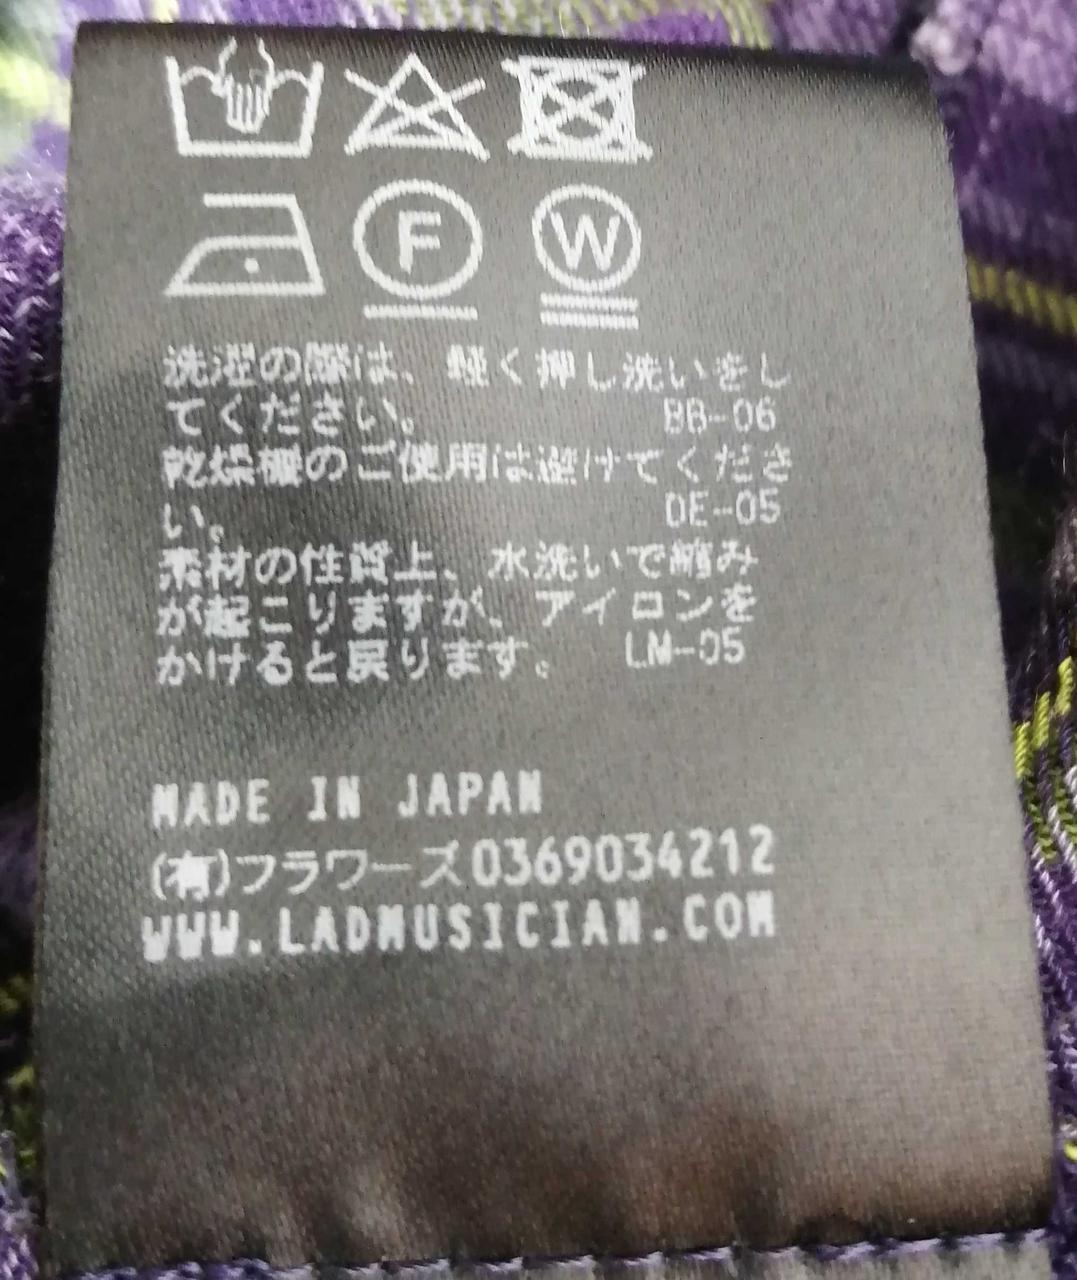 F W
洗濯の際は、軽く押し洗いをし
てください。 BB-06
乾燥機のご使用は避けてくださ
い。 DE-05
素材の性質上、水洗いで縮み
が起こりますが、アイロンを
かけると戻ります。 LM-05
MADE IN JAPAN
(有)フラワーズ0369034212
WWW.LADMUSICIAN.COM